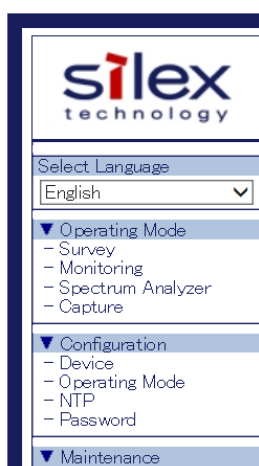 silex
technology
Select Language
English
▼ Operating Mode
– Survey
– Monitoring
– Spectrum Analyzer
– Capture
▼ Configuration
– Device
– Operating Mode
– NTP
– Password
▼ Maintenance